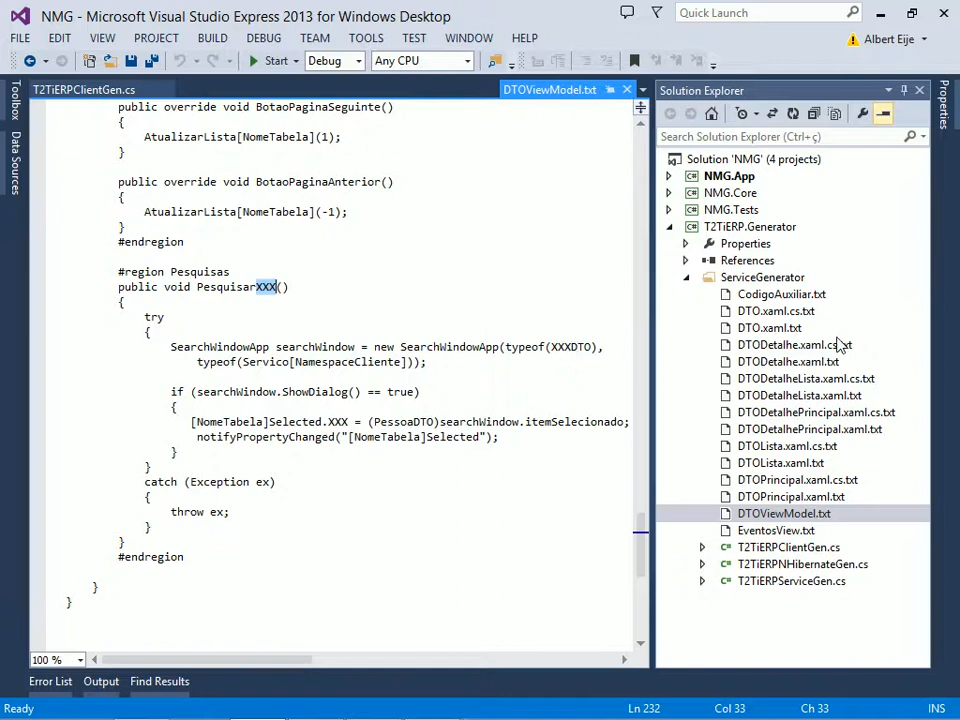 NMG - Microsoft Visual Studio Express 2013 for Windows Desktop
Quick Launch
FILE EDIT VIEW PROJECT BUILD DEBUG TEAM TOOLS TEST WINDOW HELP
Albert Eije
Start Debug Any CPU
Toolbox
Data Sources
T2TiERPClientGen.cs
DTOViewModel.txt
public override void BotaoPaginaSeguinte()
{
AtualizarLista[NomeTabela](1);
}
public override void BotaoPaginaAnterior()
{
AtualizarLista[NomeTabela](-1);
}
#endregion
#region Pesquisas
public void PesquisarXXX()
{
try
{
SearchWindowApp searchWindow = new SearchWindowApp(typeof(XXXDTO),
typeof(Servico[NamespaceCliente]));
if (searchWindow.ShowDialog() == true)
{
[NomeTabela]Selected.XXX = (PessoaDTO)searchWindow.itemSelecionado;
notifyPropertyChanged("[NomeTabela]Selected");
}
}
catch (Exception ex)
{
throw ex;
}
}
#endregion
}
}
100 %
Solution Explorer
Search Solution Explorer (Ctrl+ç)
Solution 'NMG' (4 projects)
C# NMG.App
C# NMG.Core
C# NMG.Tests
C# T2TiERP.Generator
Properties
References
ServiceGenerator
CodigoAuxiliar.txt
DTO.xaml.cs.txt
DTO.xaml.txt
DTODetalhe.xaml.cs.txt
DTODetalhe.xaml.txt
DTODetalheLista.xaml.cs.txt
DTODetalheLista.xaml.txt
DTODetalhePrincipal.xaml.cs.txt
DTODetalhePrincipal.xaml.txt
DTOLista.xaml.cs.txt
DTOLista.xaml.txt
DTOPrincipal.xaml.cs.txt
DTOPrincipal.xaml.txt
DTOViewModel.txt
EventosView.txt
C# T2TiERPClientGen.cs
C# T2TiERPNHibernateGen.cs
C# T2TiERPServiceGen.cs
Properties
Error List Output Find Results
Ready Ln 232 Col 33 Ch 33 INS